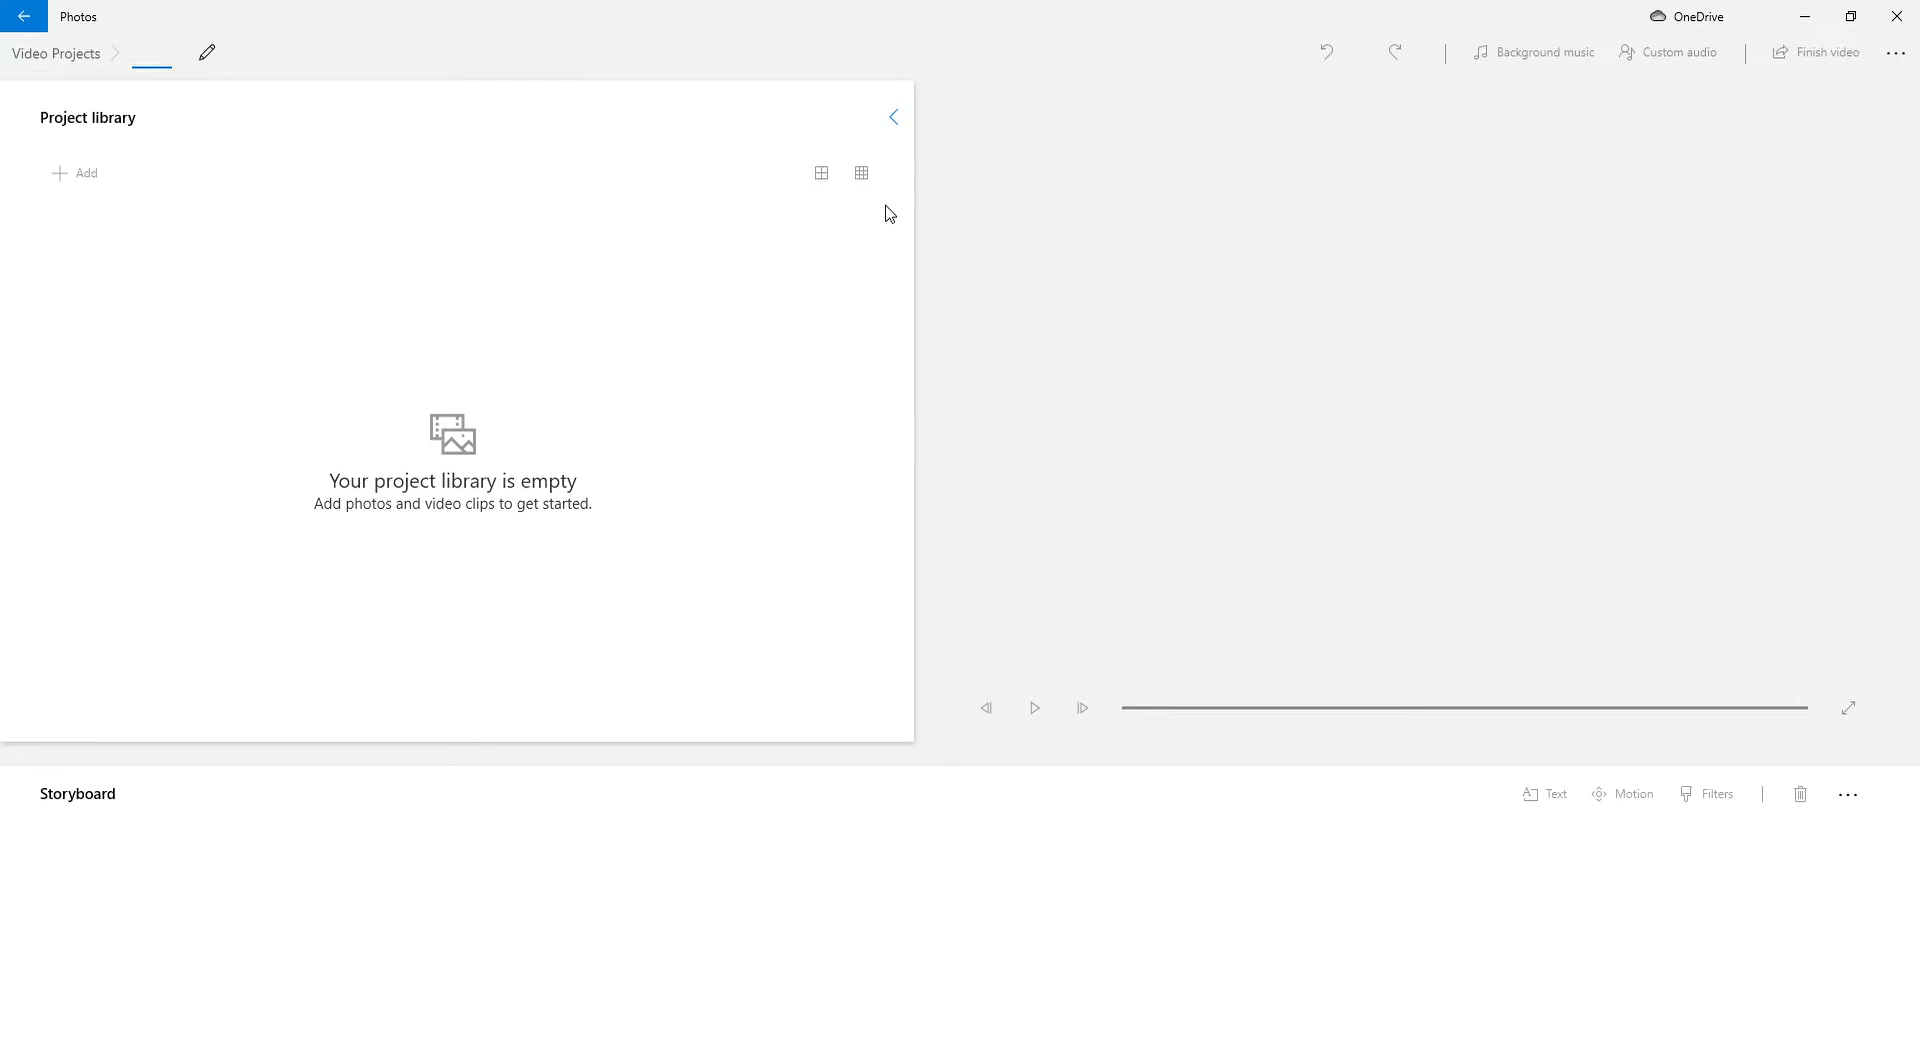 Photos
OneDrive
Video Projects
Background music
Custom audio
Finish video
Project library
Add
Your project library is empty
Add photos and video clips to get started.
Storyboard
Text
Motion
Filters